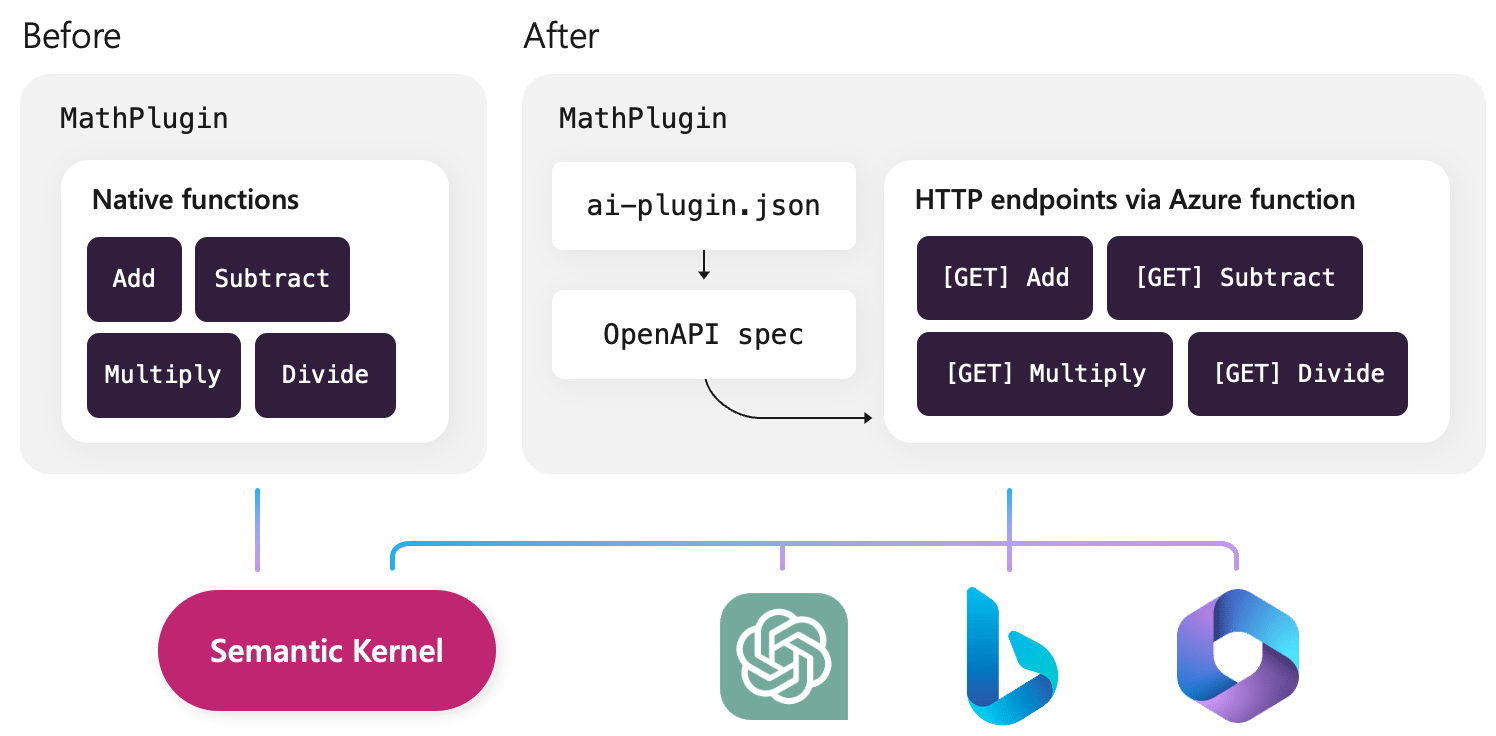 Before
After
MathPlugin
Native functions
Add
Subtract
Multiply
Divide
MathPlugin
ai-plugin.json
OpenAPI spec
HTTP endpoints via Azure function
[GET] Add
[GET] Subtract
[GET] Multiply
[GET] Divide
Semantic Kernel